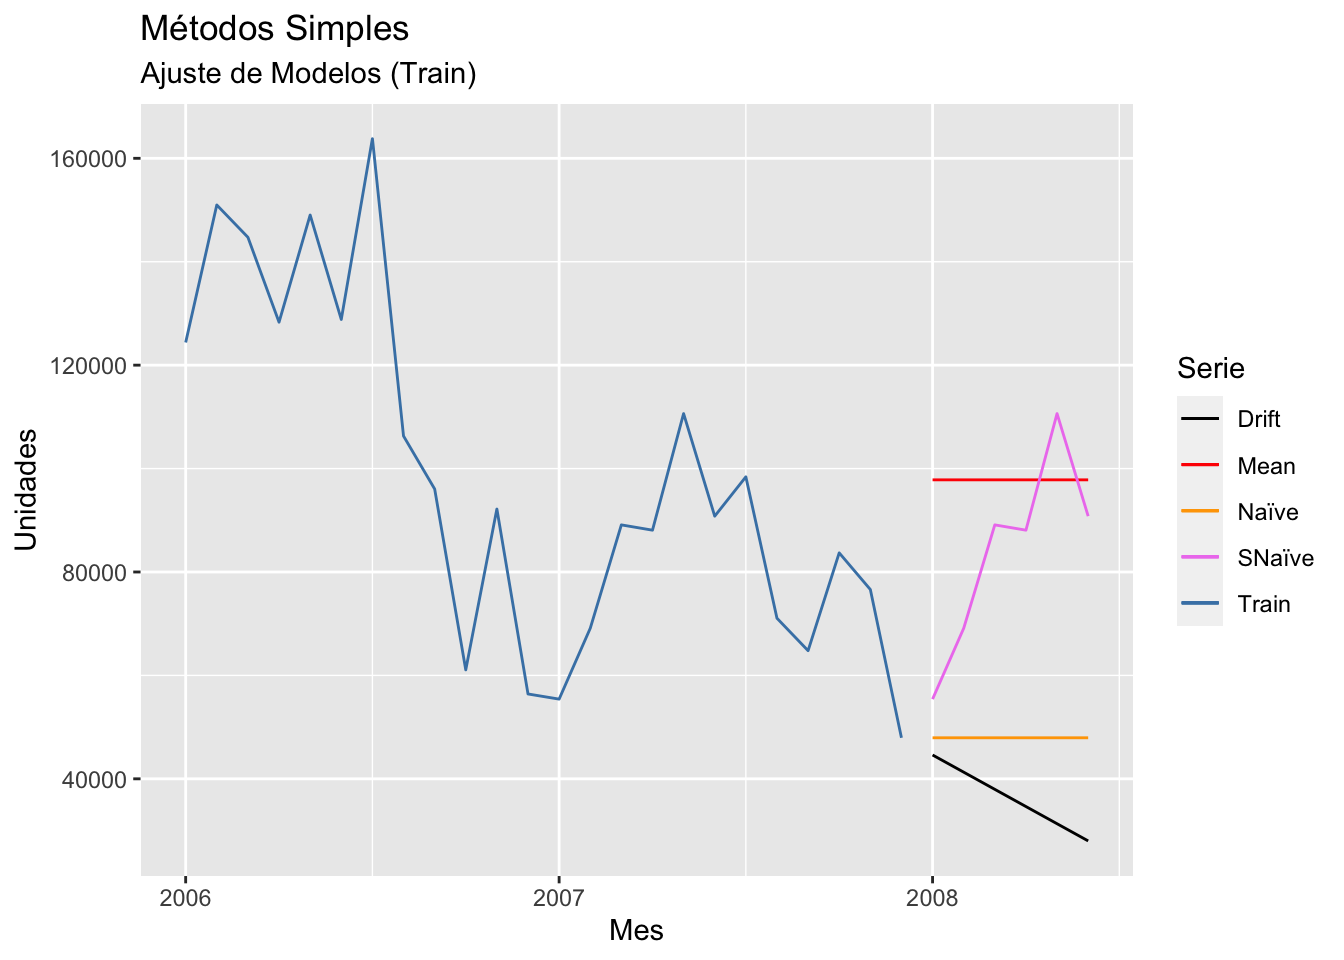 Métodos Simples
Ajuste de Modelos (Train)
160000
120000
80000
40000
Unidades
2006
2007
2008
Mes
Serie
Drift
Mean
Naïve
SNaïve
Train